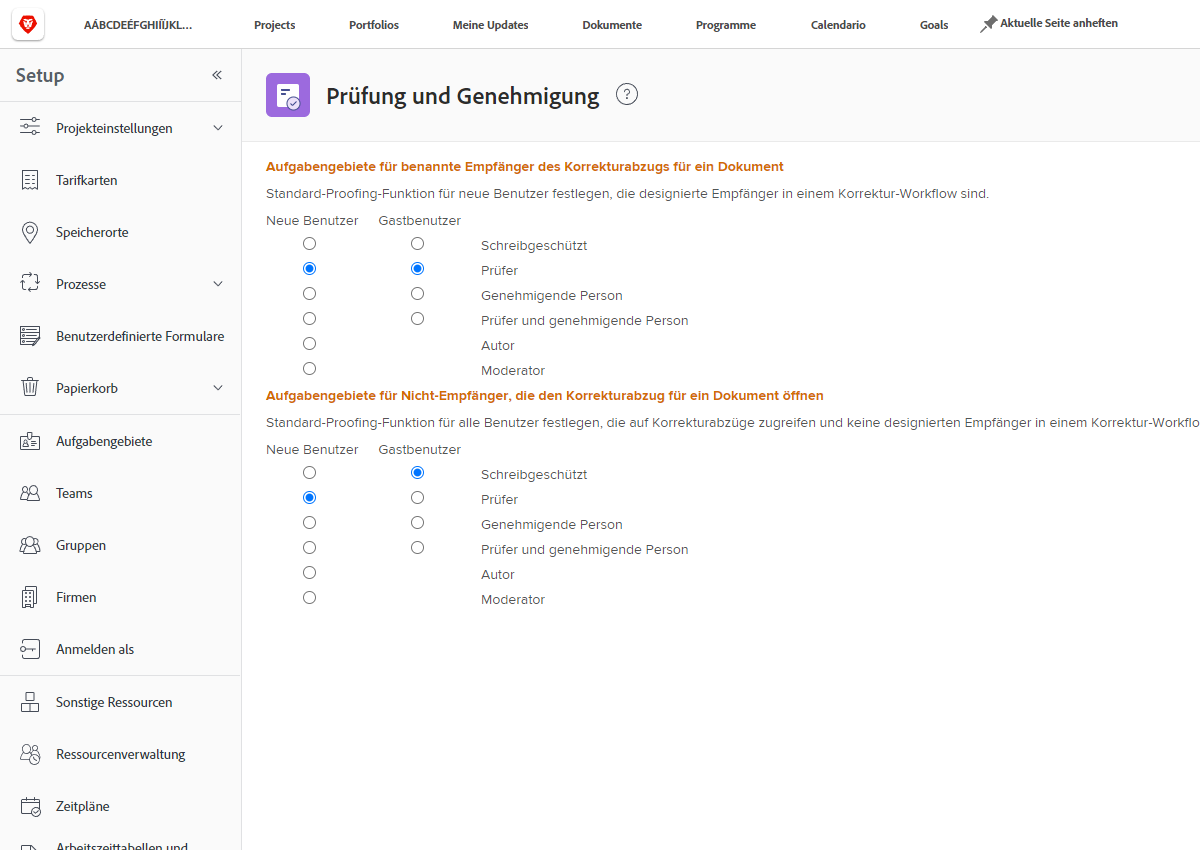 AÁBCDEÉFGHIÍÏJKL...
Projects
Portfolios
Meine Updates
Dokumente
Programme
Calendario
Goals
Aktuelle Seite anheften
Setup
Projekteinstellungen
Tarifkarten
Speicherorte
Prozesse
Benutzerdefinierte Formulare
Papierkorb
Aufgabengebiete
Teams
Gruppen
Firmen
Anmelden als
Sonstige Ressourcen
Ressourcenverwaltung
Zeitpläne
Arbeitszeittabellen und
Prüfung und Genehmigung ?
Aufgabengebiete für benannte Empfänger des Korrekturabzugs für ein Dokument
Standard-Proofing-Funktion für neue Benutzer festlegen, die designierte Empfänger in einem Korrektur-Workflow sind.
Neue Benutzer Gastbenutzer
Schreibgeschützt
Prüfer
Genehmigende Person
Prüfer und genehmigende Person
Autor
Moderator
Aufgabengebiete für Nicht-Empfänger, die den Korrekturabzug für ein Dokument öffnen
Standard-Proofing-Funktion für alle Benutzer festlegen, die auf Korrekturabzüge zugreifen und keine designierten Empfänger in einem Korrektur-Workflo
Neue Benutzer Gastbenutzer
Schreibgeschützt
Prüfer
Genehmigende Person
Prüfer und genehmigende Person
Autor
Moderator